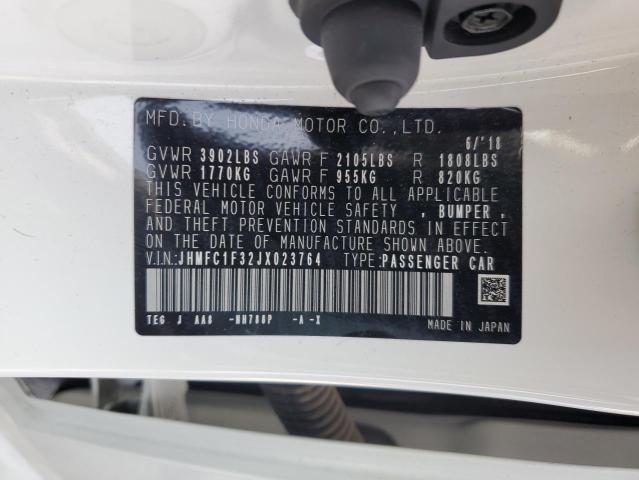 MFD. BY HONDA MOTOR CO.,LTD.
6/'18
GVWR 3902LBS GAWR F 2105LBS R 1808LBS
GVWR 1770KG GAWR F 955KG R 820KG
THIS VEHICLE CONFORMS TO ALL APPLICABLE
FEDERAL MOTOR VEHICLE SAFETY , BUMPER ,
AND THEFT PREVENTION STANDARDS IN EFFECT
ON THE DATE OF MANUFACTURE SHOWN ABOVE.
V.I.N: JHMFC1F32JX023764 TYPE: PASSENGER CAR
TEG J AA8 -NH788P -A -X
MADE IN JAPAN